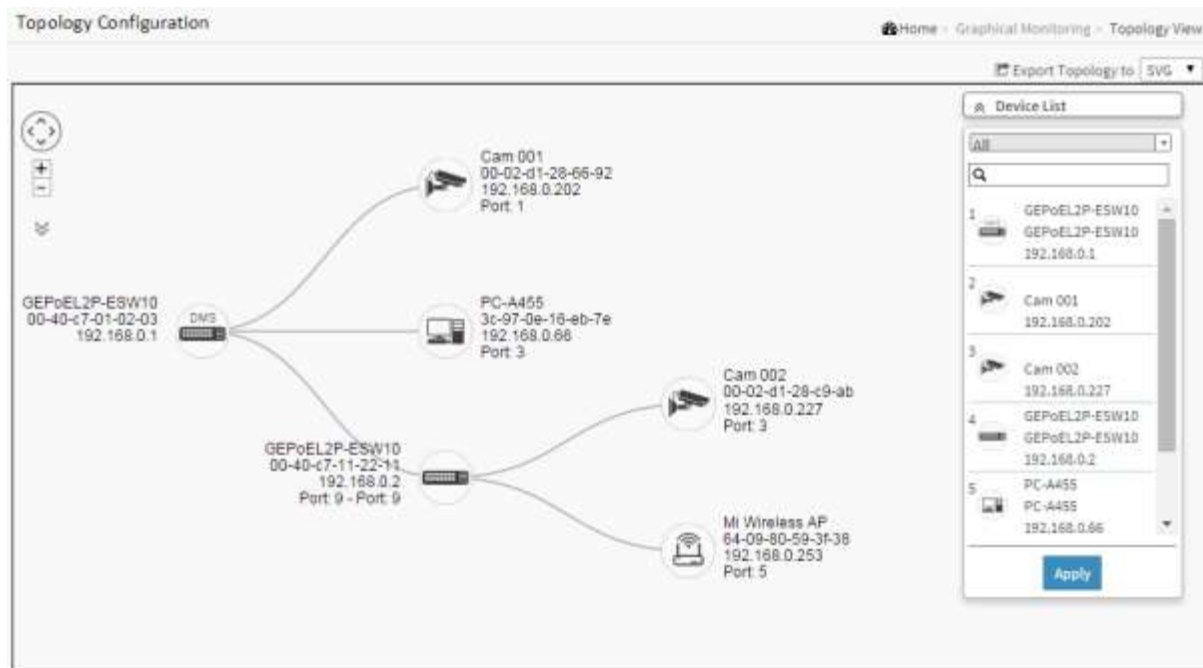 Topology Configuration
Home - Graphical Monitoring - Topology View
Export Topology to SVG
Device List
All
Cam 001
00-02-d1-28-66-92
192.168.0.202
Port: 1
GEPoEL2P-ESW10
00-40-c7-01-02-03
192.168.0.1
DMS
PC-A455
3c-97-0e-16-eb-7e
192.168.0.66
Port: 3
Cam 002
00-02-d1-28-c9-ab
192.168.0.227
Port: 3
GEPoEL2P-ESW10
00-40-c7-11-22-11
192.168.0.2
Port: 9 - Port: 9
Mi Wireless AP
64-09-80-59-3f-38
192.168.0.253
Port: 5
1
GEPoEL2P-ESW10
GEPoEL2P-ESW10
192.168.0.1
2
Cam 001
192.168.0.202
3
Cam 002
192.168.0.227
4
GEPoEL2P-ESW10
GEPoEL2P-ESW10
192.168.0.2
5
PC-A455
PC-A455
192.168.0.66
Apply